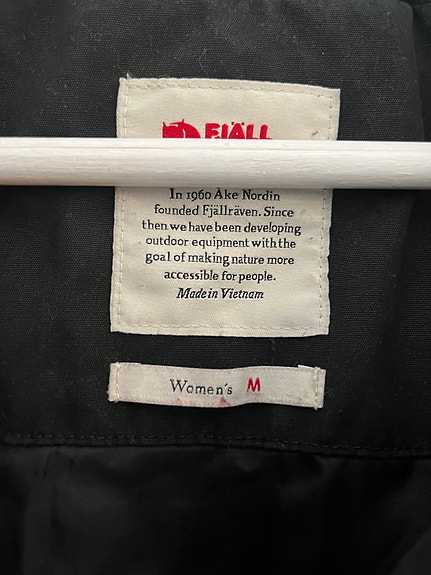 FJÄLL
In 1960 Åke Nordin
founded Fjällräven. Since
then we have been developing
outdoor equipment with the
goal of making nature more
accessible for people.
Made in Vietnam
Women's M